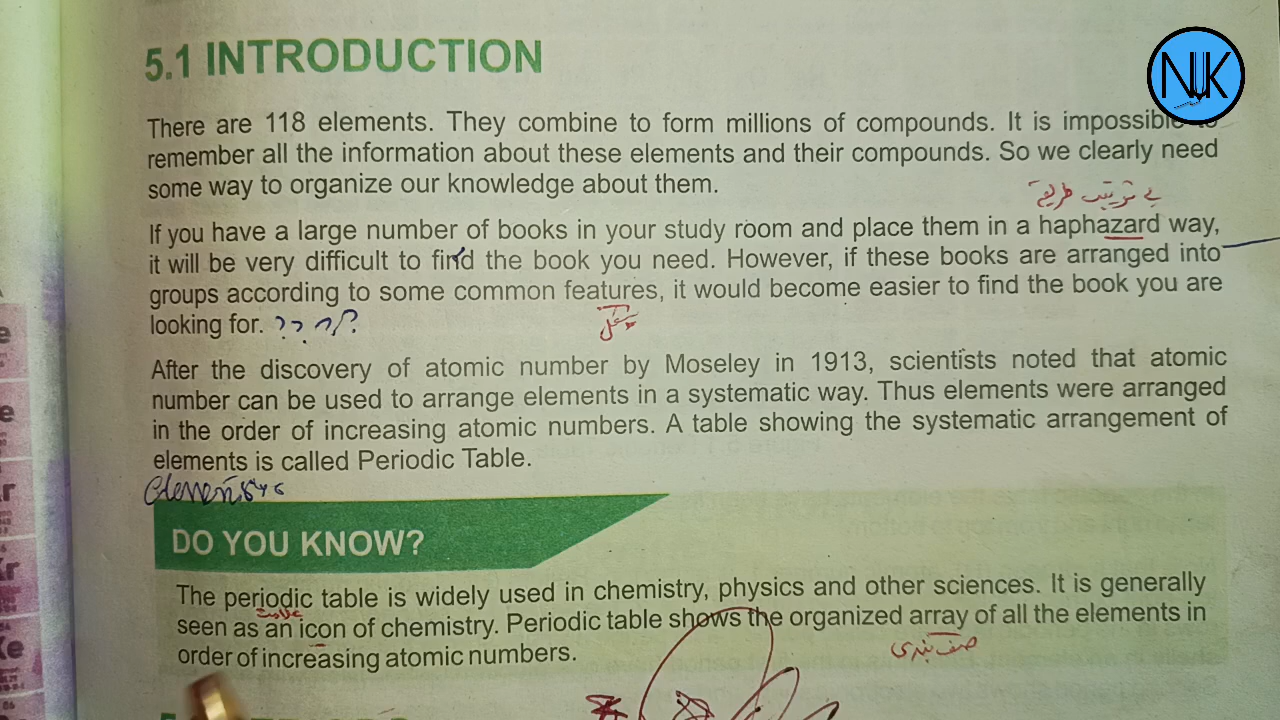 NJK
5.1 INTRODUCTION
There are 118 elements. They combine to form millions of compounds. It is impossible to
remember all the information about these elements and their compounds. So we clearly need
some way to organize our knowledge about them.
بے ترتیب طریقے
If you have a large number of books in your study room and place them in a haphazard way,
it will be very difficult to find the book you need. However, if these books are arranged into
groups according to some common features, it would become easier to find the book you are
looking for. ????
After the discovery of atomic number by Moseley in 1913, scientists noted that atomic
number can be used to arrange elements in a systematic way. Thus elements were arranged
in the order of increasing atomic numbers. A table showing the systematic arrangement of
elements is called Periodic Table.
DO YOU KNOW?
The periodic table is widely used in chemistry, physics and other sciences. It is generally
علامت
seen as an icon of chemistry. Periodic table shows the organized array of all the elements in
صف بندی
order of increasing atomic numbers.